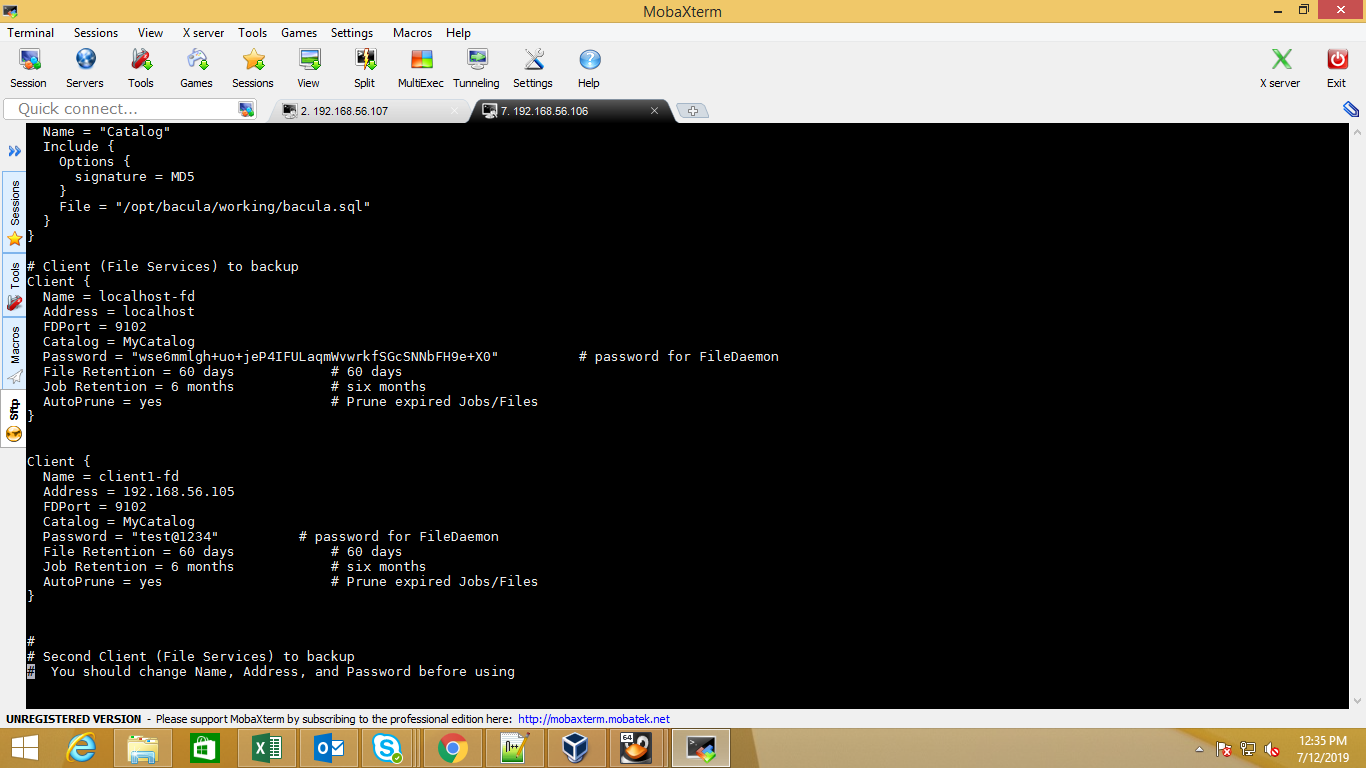 MobaXterm
Terminal Sessions View X server Tools Games Settings Macros Help
Session Servers Tools Games Sessions View Split MultiExec Tunneling Settings Help X server Exit
Quick connect...
2. 192.168.56.107
7. 192.168.56.106
Sessions
Tools
Macros
Sftp
  Name = "Catalog"
  Include {
    Options {
      signature = MD5
    }
    File = "/opt/bacula/working/bacula.sql"
  }
}
# Client (File Services) to backup
Client {
  Name = localhost-fd
  Address = localhost
  FDPort = 9102
  Catalog = MyCatalog
  Password = "wse6mmlgh+uo+jeP4IFULaqmWvwrkfSGcSNNbFH9e+X0"          # password for FileDaemon
  File Retention = 60 days            # 60 days
  Job Retention = 6 months            # six months
  AutoPrune = yes                     # Prune expired Jobs/Files
}
Client {
  Name = client1-fd
  Address = 192.168.56.105
  FDPort = 9102
  Catalog = MyCatalog
  Password = "test@1234"          # password for FileDaemon
  File Retention = 60 days            # 60 days
  Job Retention = 6 months            # six months
  AutoPrune = yes                     # Prune expired Jobs/Files
}
#
# Second Client (File Services) to backup
#  You should change Name, Address, and Password before using
UNREGISTERED VERSION - Please support MobaXterm by subscribing to the professional edition here: http://mobaxterm.mobatek.net
64
12:35 PM
7/12/2019